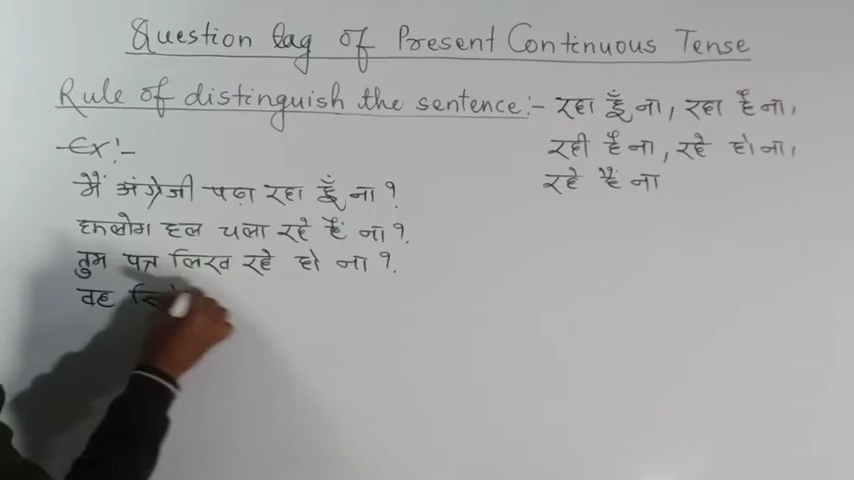 Question tag of Present Continuous Tense
Rule of distinguish the sentence:- रहा हूँ ना, रहा है ना,
रही है ना, रहे हो ना,
रहे हैं ना
Ex:-
मैं अंग्रेजी पढ़ा रहा हूँ ना?
हमलोग हल चला रहे हैं ना?
तुम पत्र लिख रहे हो ना?
वह